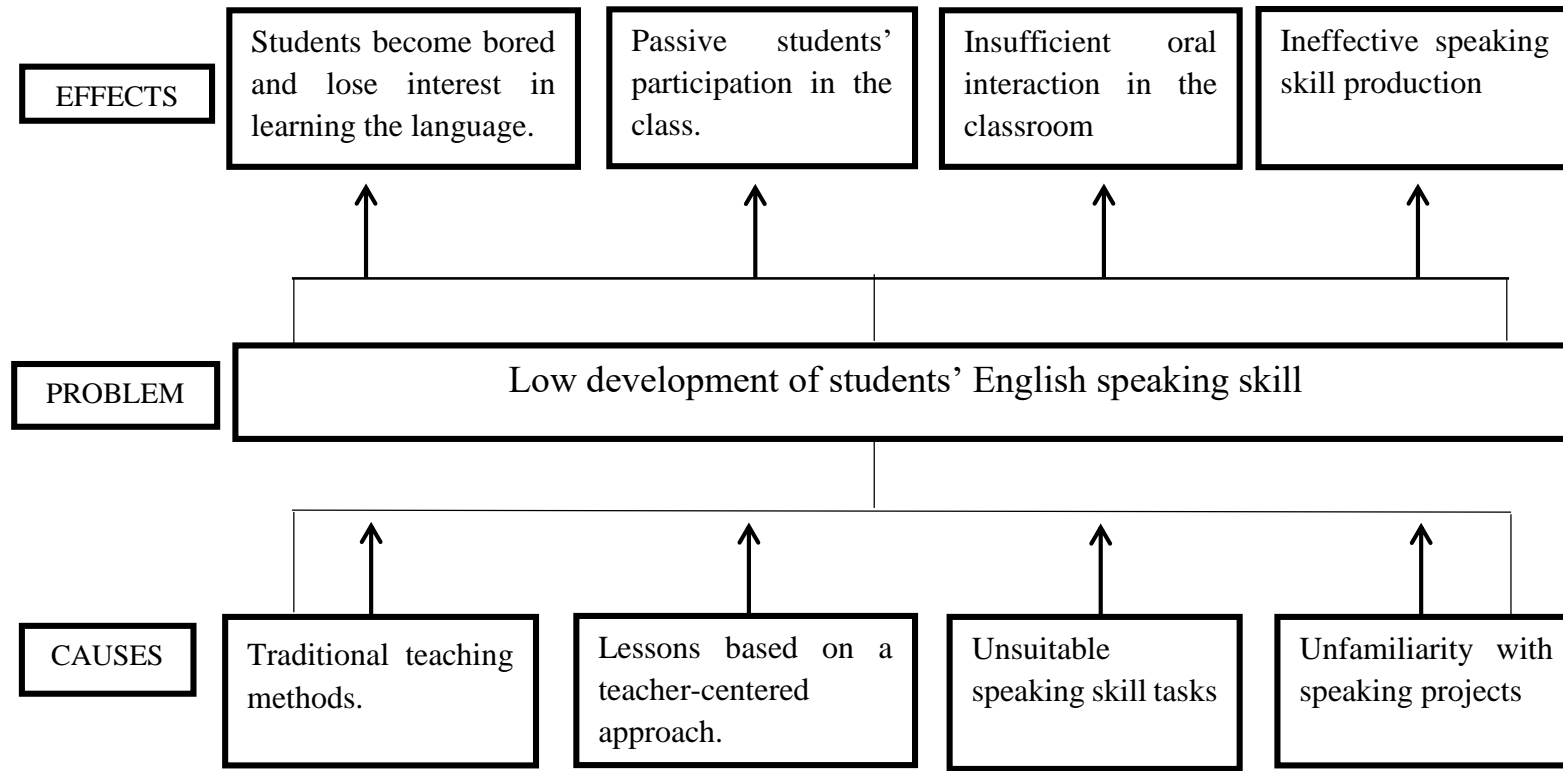 EFFECTS
Students become bored
and lose interest in
learning the language.
Passive students’
participation in the
class.
Insufficient oral
interaction in the
classroom
Ineffective speaking
skill production
PROBLEM
Low development of students’ English speaking skill
CAUSES
Traditional teaching
methods.
Lessons based on a
teacher-centered
approach.
Unsuitable
speaking skill tasks
Unfamiliarity with
speaking projects